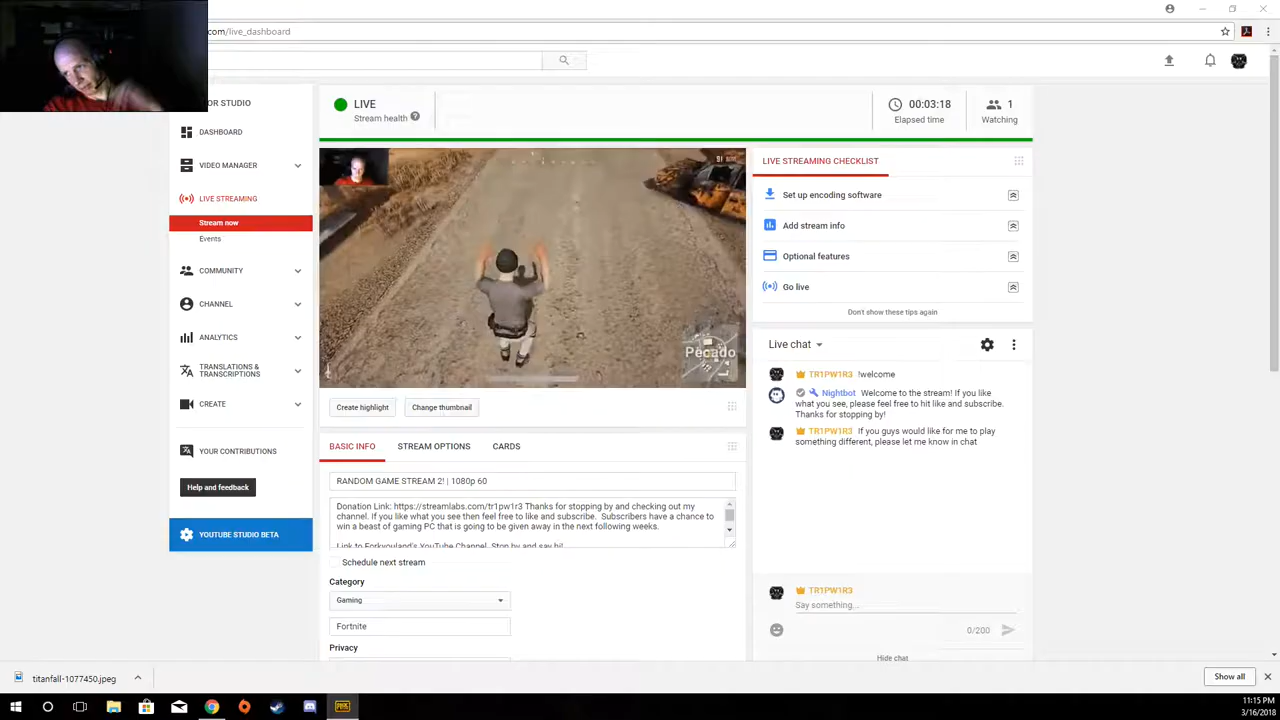 com/live_dashboard
OR STUDIO
DASHBOARD
VIDEO MANAGER
LIVE STREAMING
Stream now
Events
COMMUNITY
CHANNEL
ANALYTICS
TRANSLATIONS &
TRANSCRIPTIONS
CREATE
YOUR CONTRIBUTIONS
Help and feedback
YOUTUBE STUDIO BETA
LIVE
Stream health ?
00:03:18
Elapsed time
1
Watching
Pecado
Create highlight
Change thumbnail
BASIC INFO
STREAM OPTIONS
CARDS
RANDOM GAME STREAM 2! | 1080p 60
Donation Link: https://streamlabs.com/tr1pw1r3 Thanks for stopping by and checking out my
channel. If you like what you see then feel free to like and subscribe. Subscribers have a chance to
win a beast of gaming PC that is going to be given away in the next following weeks.
Link to Forkyouland's YouTube Channel. Stop by and say hi!
Schedule next stream
Category
Gaming
Fortnite
Privacy
LIVE STREAMING CHECKLIST
Set up encoding software
Add stream info
Optional features
Go live
Don't show these tips again
Live chat
TR1PW1R3 !welcome
Nightbot Welcome to the stream! If you like
what you see, please feel free to hit like and subscribe.
Thanks for stopping by!
TR1PW1R3 If you guys would like for me to play
something different, please let me know in chat
TR1PW1R3
Say something...
0/200
Hide chat
titanfall-1077450.jpeg
Show all
11:15 PM
3/16/2018